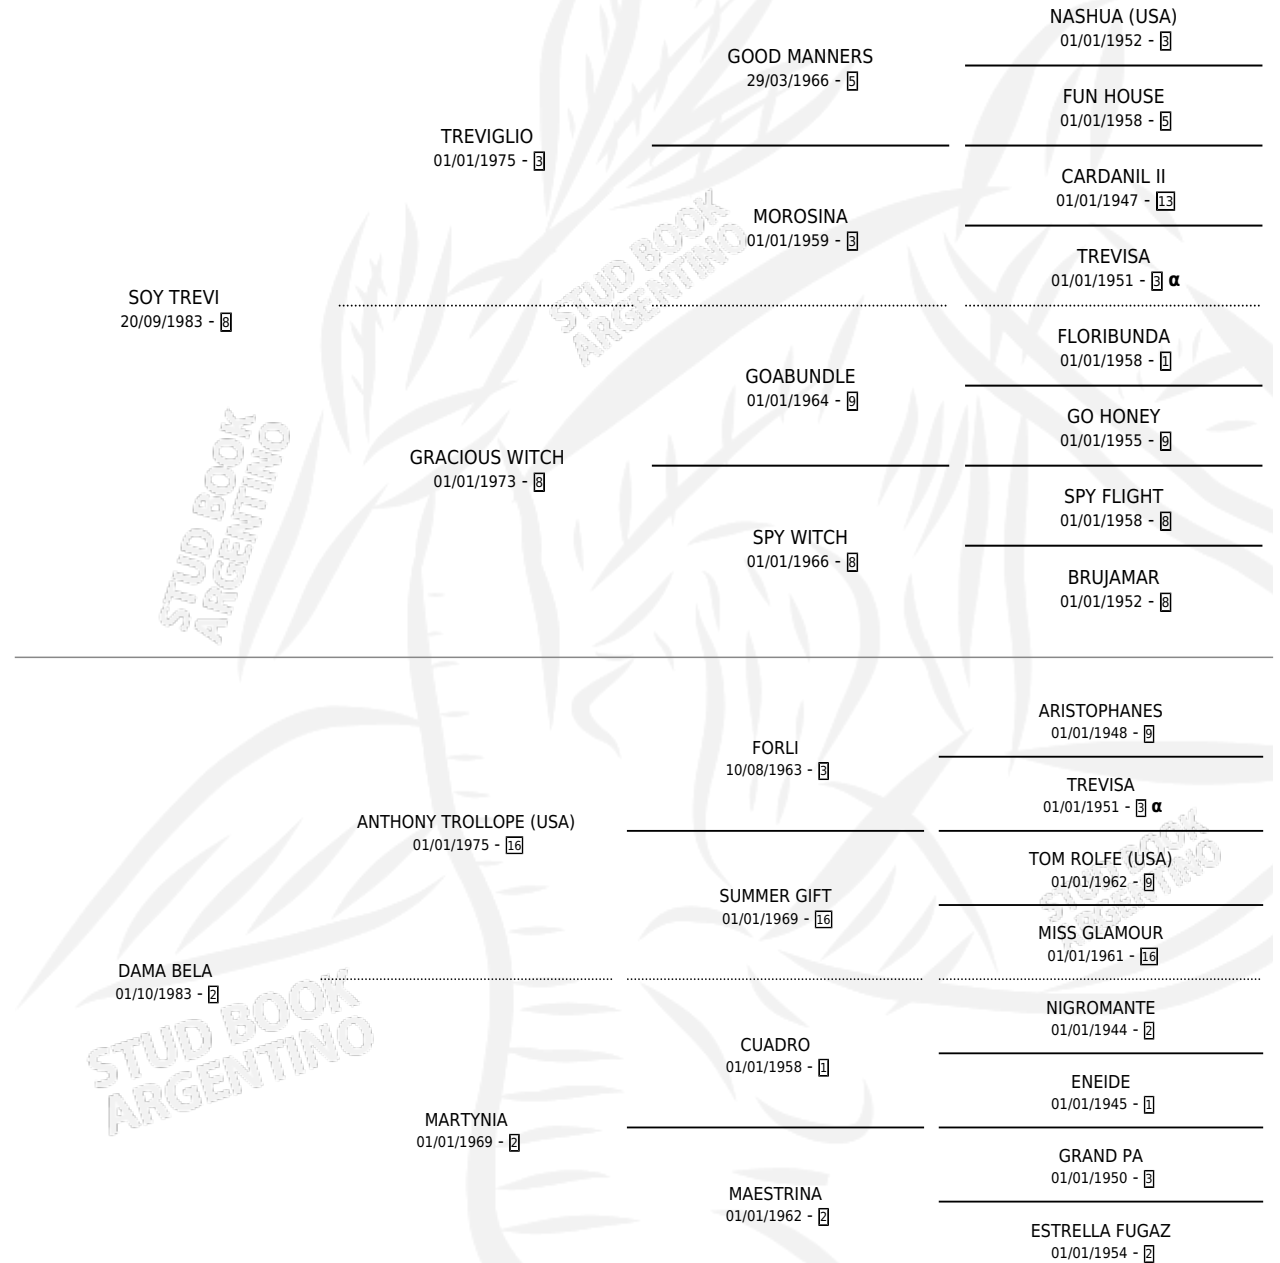 NASHUA (USA)
01/01/1952 - 3
GOOD MANNERS
29/03/1966 - 5
FUN HOUSE
01/01/1958 - 5
TREVIGLIO
01/01/1975 - 3
CARDANIL II
01/01/1947 - 13
MOROSINA
01/01/1959 - 3
TREVISA
01/01/1951 - 3 α
SOY TREVI
20/09/1983 - 8
FLORIBUNDA
01/01/1958 - 1
GOABUNDLE
01/01/1964 - 9
GO HONEY
01/01/1955 - 9
GRACIOUS WITCH
01/01/1973 - 8
SPY FLIGHT
01/01/1958 - 8
SPY WITCH
01/01/1966 - 8
BRUJAMAR
01/01/1952 - 8
STUD BOOK
ARGENTINO
STUD BOOK
ARGENTINO
ARISTOPHANES
01/01/1948 - 9
FORLI
10/08/1963 - 3
TREVISA
01/01/1951 - 3 α
ANTHONY TROLLOPE (USA)
01/01/1975 - 16
TOM ROLFE (USA)
01/01/1962 - 9
SUMMER GIFT
01/01/1969 - 16
MISS GLAMOUR
01/01/1961 - 16
DAMA BELA
01/10/1983 - 2
NIGROMANTE
01/01/1944 - 2
CUADRO
01/01/1958 - 1
ENEIDE
01/01/1945 - 1
MARTYNIA
01/01/1969 - 2
GRAND PA
01/01/1950 - 3
MAESTRINA
01/01/1962 - 2
ESTRELLA FUGAZ
01/01/1954 - 2
STUD BOOK
ARGENTINO
STUD BOOK
ARGENTINO